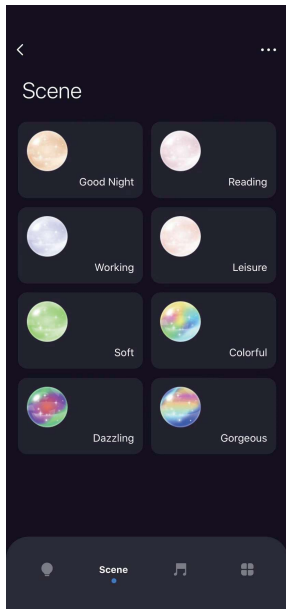 Scene
Good Night
Reading
Working
Leisure
Soft
Colorful
Dazzling
Gorgeous
Scene